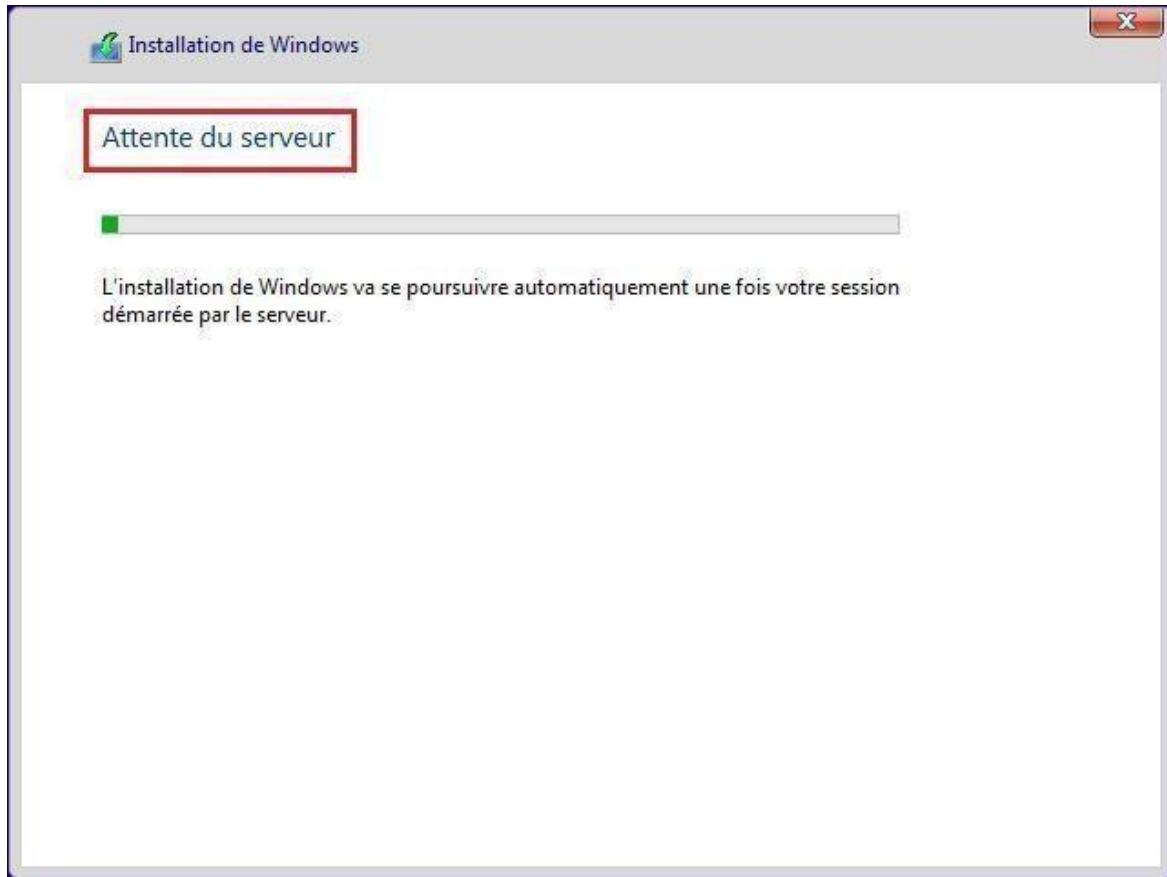 Installation de Windows
Attente du serveur
L'installation de Windows va se poursuivre automatiquement une fois votre session
démarrée par le serveur.